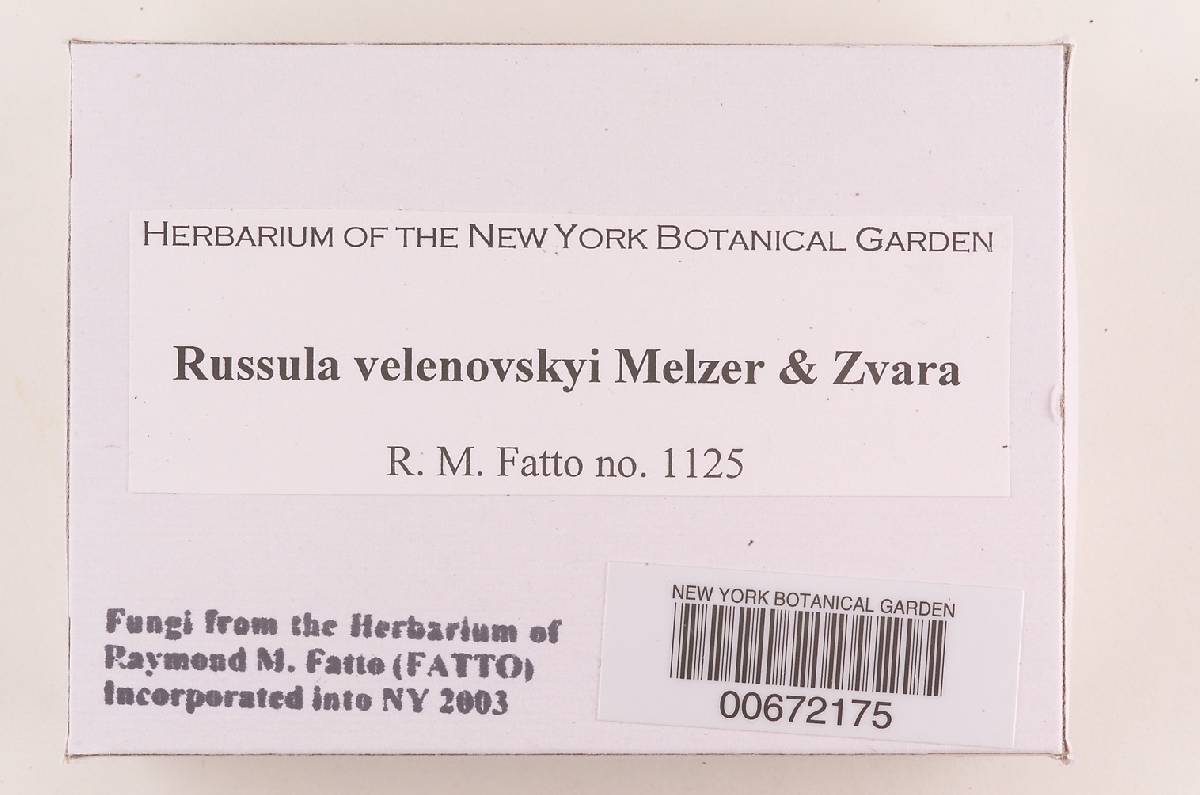 HERBARIUM OF THE NEW YORK BOTANICAL GARDEN
Russula velenovskyi Melzer & Zvara
R. M. Fatto no. 1125
Fungi from the Herbarium of
Raymond M. Fatto (FATTO)
Incorporated into NY 2003
NEW YORK BOTANICAL GARDEN
00672175